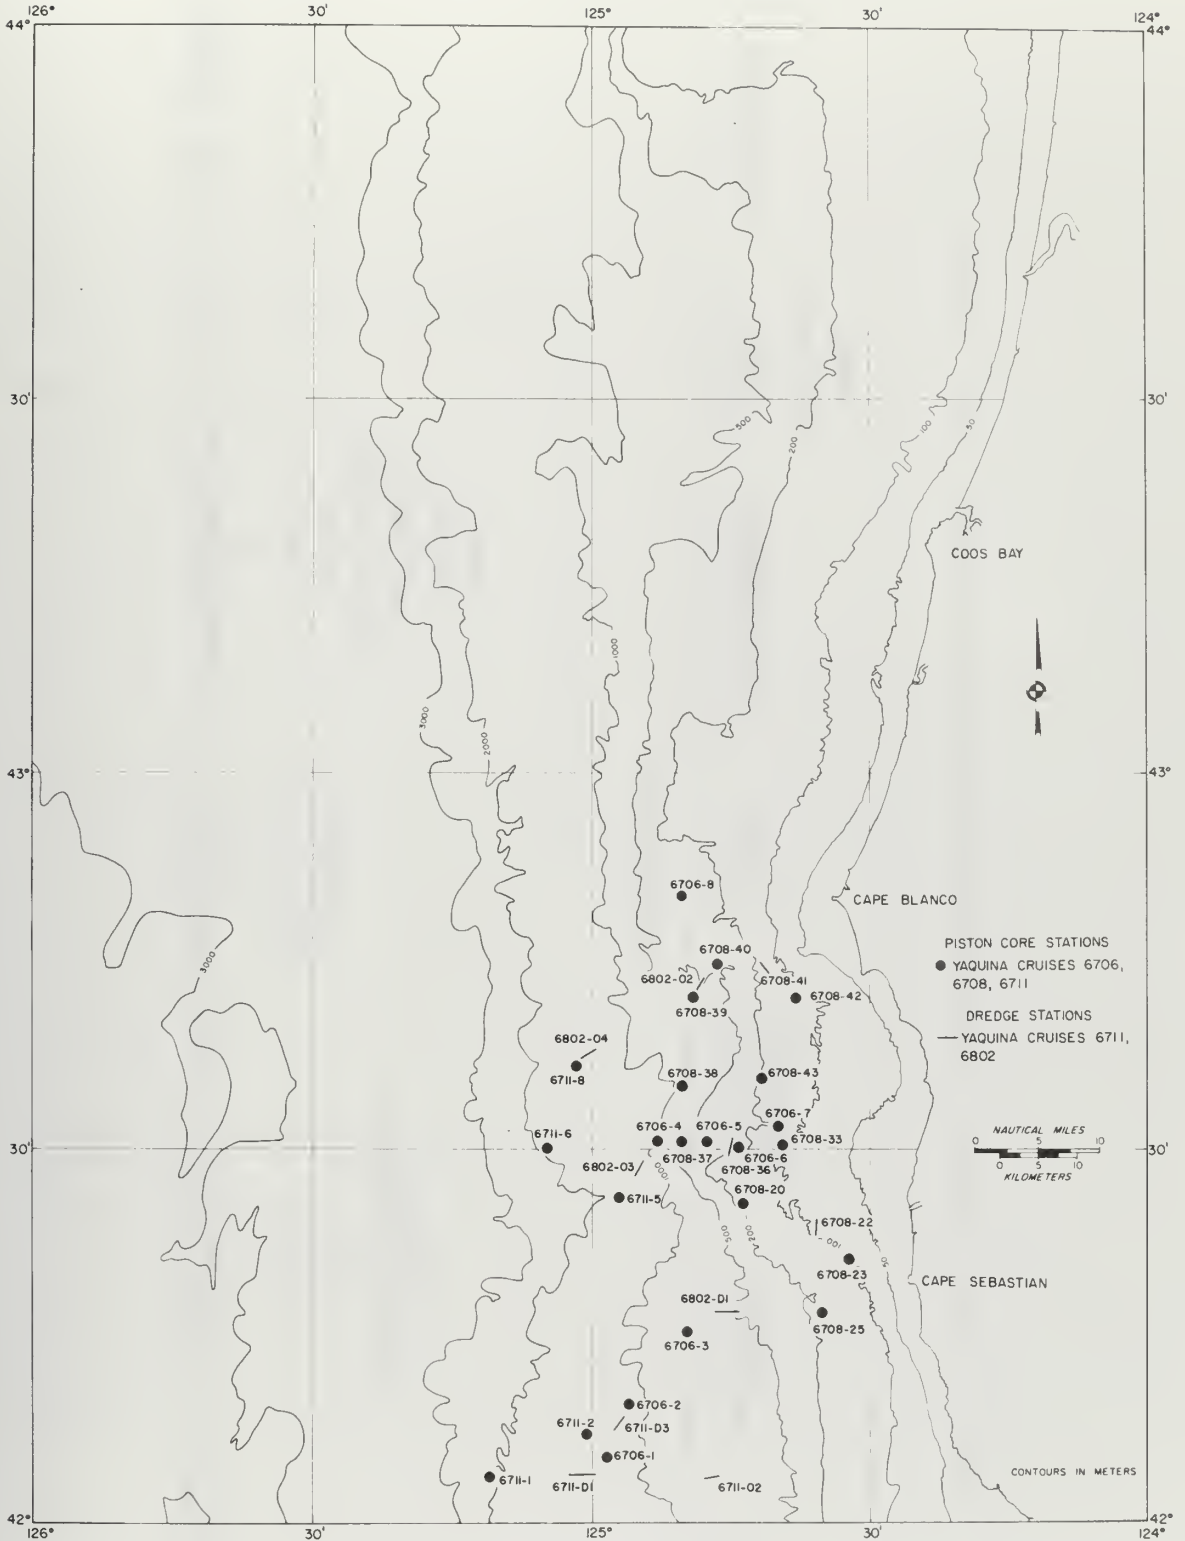 126° 30' 125° 30' 124°
44° 44°
30' 30'
500
200
100
50
COOS BAY
1000
3000
2000
43° 43°
6706-8
CAPE BLANCO
3000
6708-40
PISTON CORE STATIONS
YAQUINA CRUISES 6706,
6708, 6711
6802-02
6708-41
6708-42
6708-39
DREDGE STATIONS
YAQUINA CRUISES 6711,
6802
6802-04
6711-8
6708-38
6708-43
6706-7
6706-4
6706-5
6708-33
6711-6
30' 30'
6708-37
6706-6
6802-03
6708-36
NAUTICAL MILES
0 5 10
0 5 10
KILOMETERS
1000
6711-5
6708-20
6708-22
500
200
100
50
6708-23
CAPE SEBASTIAN
6802-D1
6708-25
6706-3
6706-2
6711-2
6711-D3
6706-1
6711-1
6711-D1
6711-02
CONTOURS IN METERS
42° 42°
126° 30' 125° 30' 124°